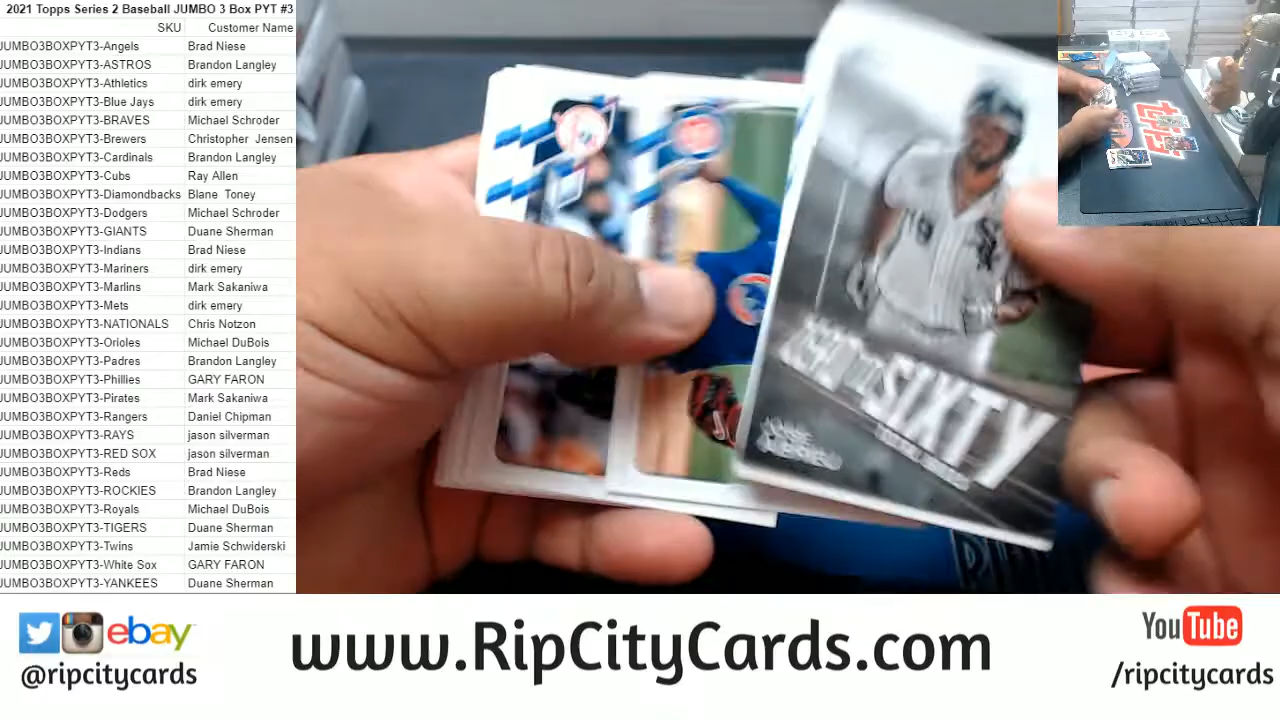 2021 Topps Series 2 Baseball JUMBO 3 Box PYT #3
SKU Customer Name
JUMBO3BOXPYT3-Angels Brad Niese
JUMBO3BOXPYT3-ASTROS Brandon Langley
JUMBO3BOXPYT3-Athletics dirk emery
JUMBO3BOXPYT3-Blue Jays dirk emery
JUMBO3BOXPYT3-BRAVES Michael Schroder
JUMBO3BOXPYT3-Brewers Christopher Jensen
JUMBO3BOXPYT3-Cardinals Brandon Langley
JUMBO3BOXPYT3-Cubs Ray Allen
JUMBO3BOXPYT3-Diamondbacks Blane Toney
JUMBO3BOXPYT3-Dodgers Michael Schroder
JUMBO3BOXPYT3-GIANTS Duane Sherman
JUMBO3BOXPYT3-Indians Brad Niese
JUMBO3BOXPYT3-Mariners dirk emery
JUMBO3BOXPYT3-Marlins Mark Sakaniwa
JUMBO3BOXPYT3-Mets dirk emery
JUMBO3BOXPYT3-NATIONALS Chris Notzon
JUMBO3BOXPYT3-Orioles Michael DuBois
JUMBO3BOXPYT3-Padres Brandon Langley
JUMBO3BOXPYT3-Phillies GARY FARON
JUMBO3BOXPYT3-Pirates Mark Sakaniwa
JUMBO3BOXPYT3-Rangers Daniel Chipman
JUMBO3BOXPYT3-RAYS jason silverman
JUMBO3BOXPYT3-RED SOX jason silverman
JUMBO3BOXPYT3-Reds Brad Niese
JUMBO3BOXPYT3-ROCKIES Brandon Langley
JUMBO3BOXPYT3-Royals Michael DuBois
JUMBO3BOXPYT3-TIGERS Duane Sherman
JUMBO3BOXPYT3-Twins Jamie Schwiderski
JUMBO3BOXPYT3-White Sox GARY FARON
JUMBO3BOXPYT3-YANKEES Duane Sherman
SIXTY
topps
ebay
@ripcitycards
www.RipCityCards.com
YouTube
/ripcitycards